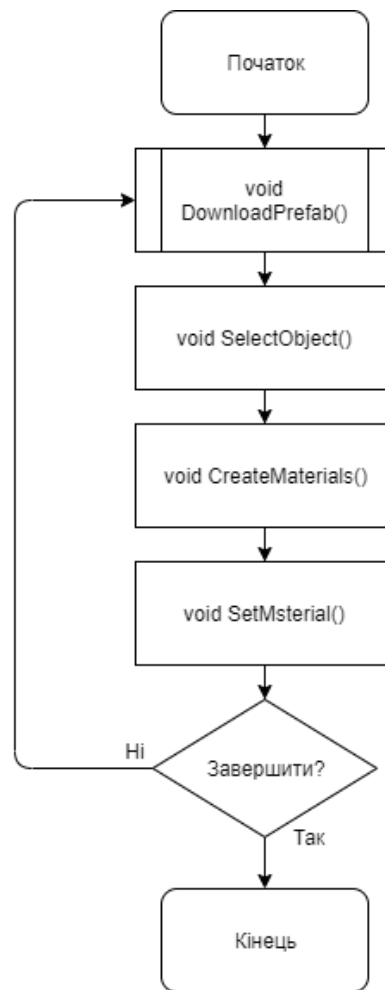 Початок
void
DownloadPrefab()
void SelectObject()
void CreateMaterials()
void SetMsterial()
Ні
Завершити?
Так
Кінець